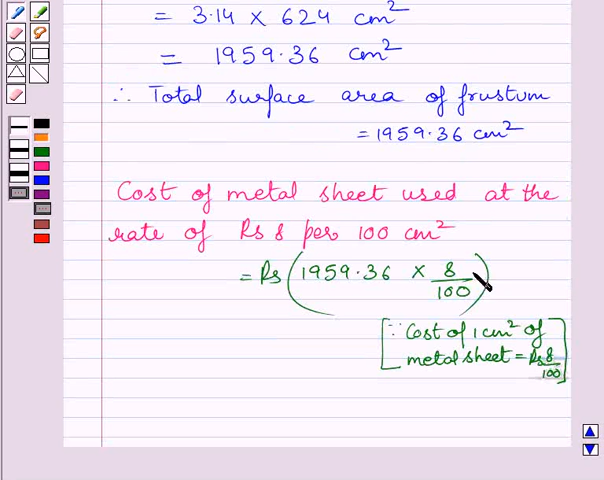 = 3.14 × 624 cm²
= 1959.36 cm²
∴ Total surface area of frustum
= 1959.36 cm²
Cost of metal sheet used at the
rate of Rs 8 per 100 cm²
= Rs (1959.36 × 8/100)
[∵ Cost of 1 cm² of
metal sheet = Rs 8/100]